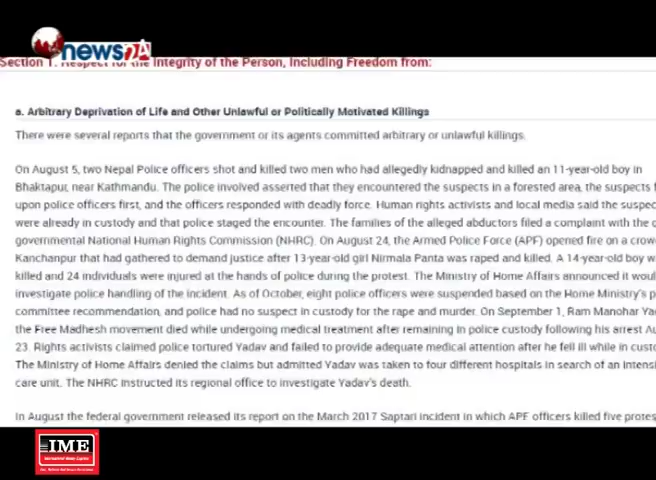 news24
Section 1. Respect for the Integrity of the Person, Including Freedom from:
a. Arbitrary Deprivation of Life and Other Unlawful or Politically Motivated Killings
There were several reports that the government or its agents committed arbitrary or unlawful killings.
On August 5, two Nepal Police officers shot and killed two men who had allegedly kidnapped and killed an 11-year-old boy in
Bhaktapur, near Kathmandu. The police involved asserted that they encountered the suspects in a forested area, the suspects f
upon police officers first, and the officers responded with deadly force. Human rights activists and local media said the suspec
were already in custody and that police staged the encounter. The families of the alleged abductors filed a complaint with the
governmental National Human Rights Commission (NHRC). On August 24, the Armed Police Force (APF) opened fire on a crow
Kanchanpur that had gathered to demand justice after 13-year-old girl Nirmala Panta was raped and killed. A 14-year-old boy w
killed and 24 individuals were injured at the hands of police during the protest. The Ministry of Home Affairs announced it woul
investigate police handling of the incident. As of October, eight police officers were suspended based on the Home Ministry's p
committee recommendation, and police had no suspect in custody for the rape and murder. On September 1, Ram Manohar Ya
the Free Madhesh movement died while undergoing medical treatment after remaining in police custody following his arrest Au
23. Rights activists claimed police tortured Yadav and failed to provide adequate medical attention after he fell ill while in custo
The Ministry of Home Affairs denied the claims but admitted Yadav was taken to four different hospitals in search of an intensi
care unit. The NHRC instructed its regional office to investigate Yadav's death.
In August the federal government released its report on the March 2017 Saptari incident in which APF officers killed five protes
IME